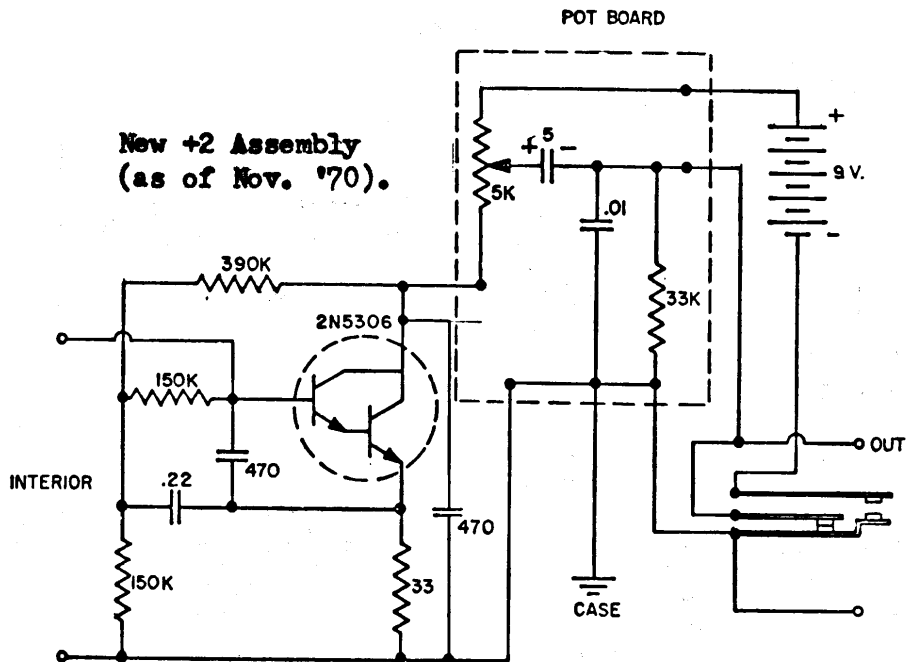 POT BOARD
New +2 Assembly
(as of Nov. '70).
+ 5 -
5K
.01
33K
+
9V.
-
390K
2N5306
150K
470
INTERIOR
.22
470
150K
33
CASE
OUT